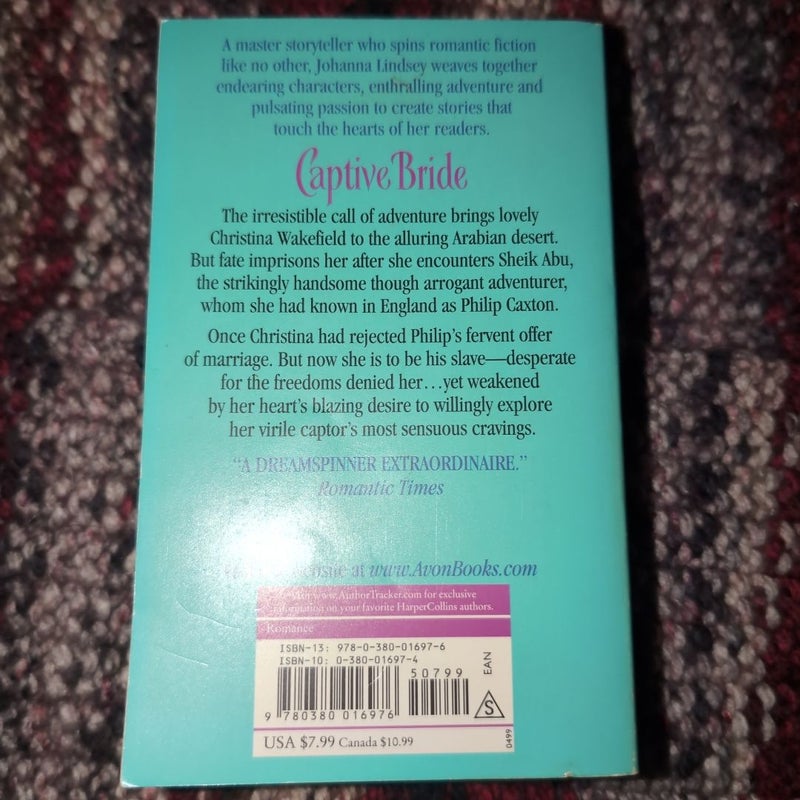 A master storyteller who spins romantic fiction
like no other, Johanna Lindsey weaves together
endearing characters, enthralling adventure and
pulsating passion to create stories that
touch the hearts of her readers.
Captive Bride
The irresistible call of adventure brings lovely
Christina Wakefield to the alluring Arabian desert.
But fate imprisons her after she encounters Sheik Abu,
the strikingly handsome though arrogant adventurer,
whom she had known in England as Philip Caxton.
Once Christina had rejected Philip's fervent offer
of marriage. But now she is to be his slave—desperate
for the freedoms denied her…yet weakened
by her heart's blazing desire to willingly explore
her virile captor's most sensuous cravings.
"A DREAMSPINNER EXTRAORDINAIRE."
Romantic Times
at www.AvonBooks.com
www.AuthorTracker.com for exclusive
information on your favorite HarperCollins authors.
Romance
ISBN-13: 978-0-380-01697-6
ISBN-10: 0-380-01697-4
50799
EAN
9 780380 016976
S
USA $7.99 Canada $10.99
0499